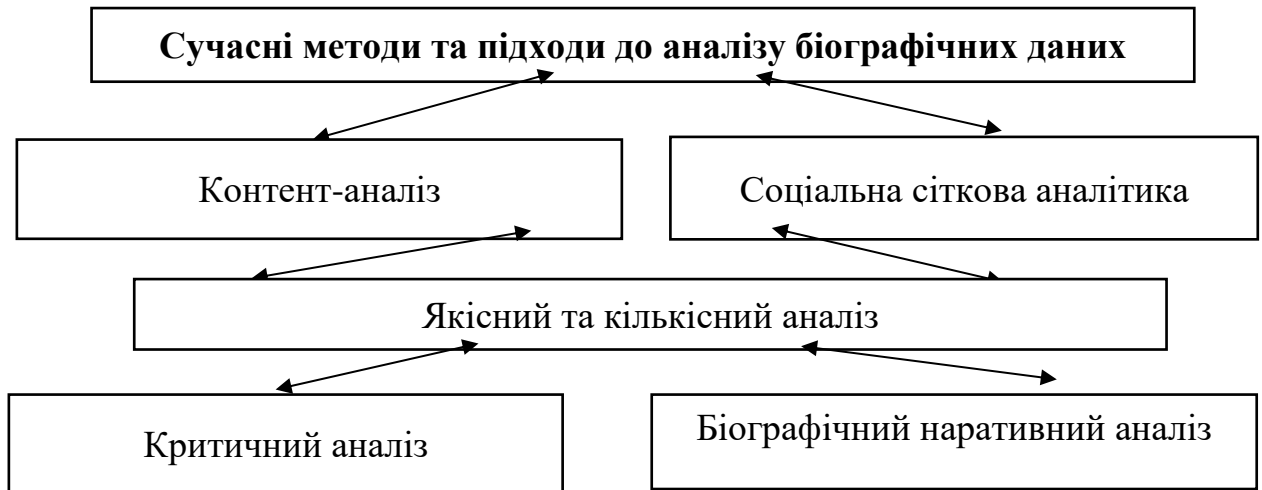 Сучасні методи та підходи до аналізу біографічних даних
Контент-аналіз
Соціальна сіткова аналітика
Якісний та кількісний аналіз
Критичний аналіз
Біографічний наративний аналіз